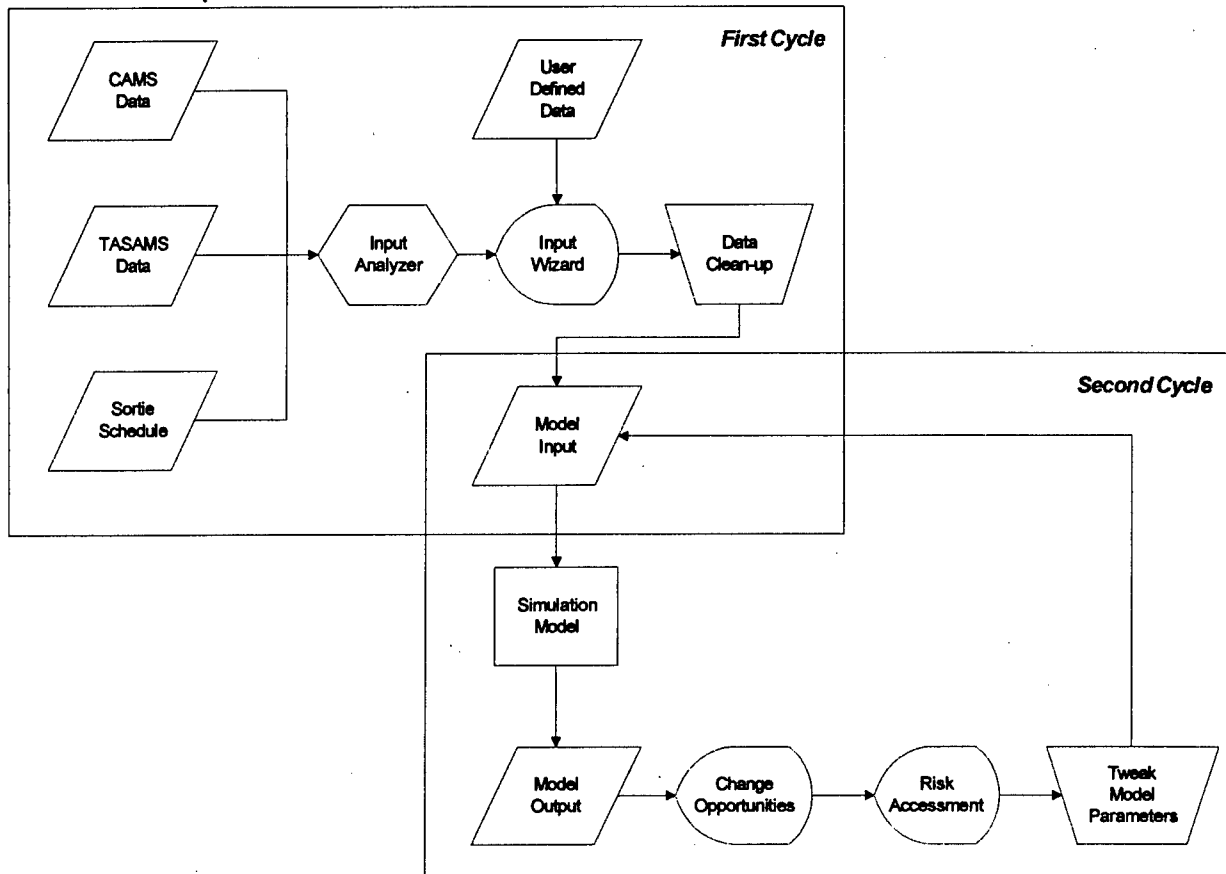 First Cycle
CAMS
Data
User
Defined
Data
TASAMS
Data
Input
Analyzer
Input
Wizard
Data
Clean-up
Sortie
Schedule
Second Cycle
Model
Input
Simulation
Model
Model
Output
Change
Opportunities
Risk
Accessment
Tweak
Model
Parameters